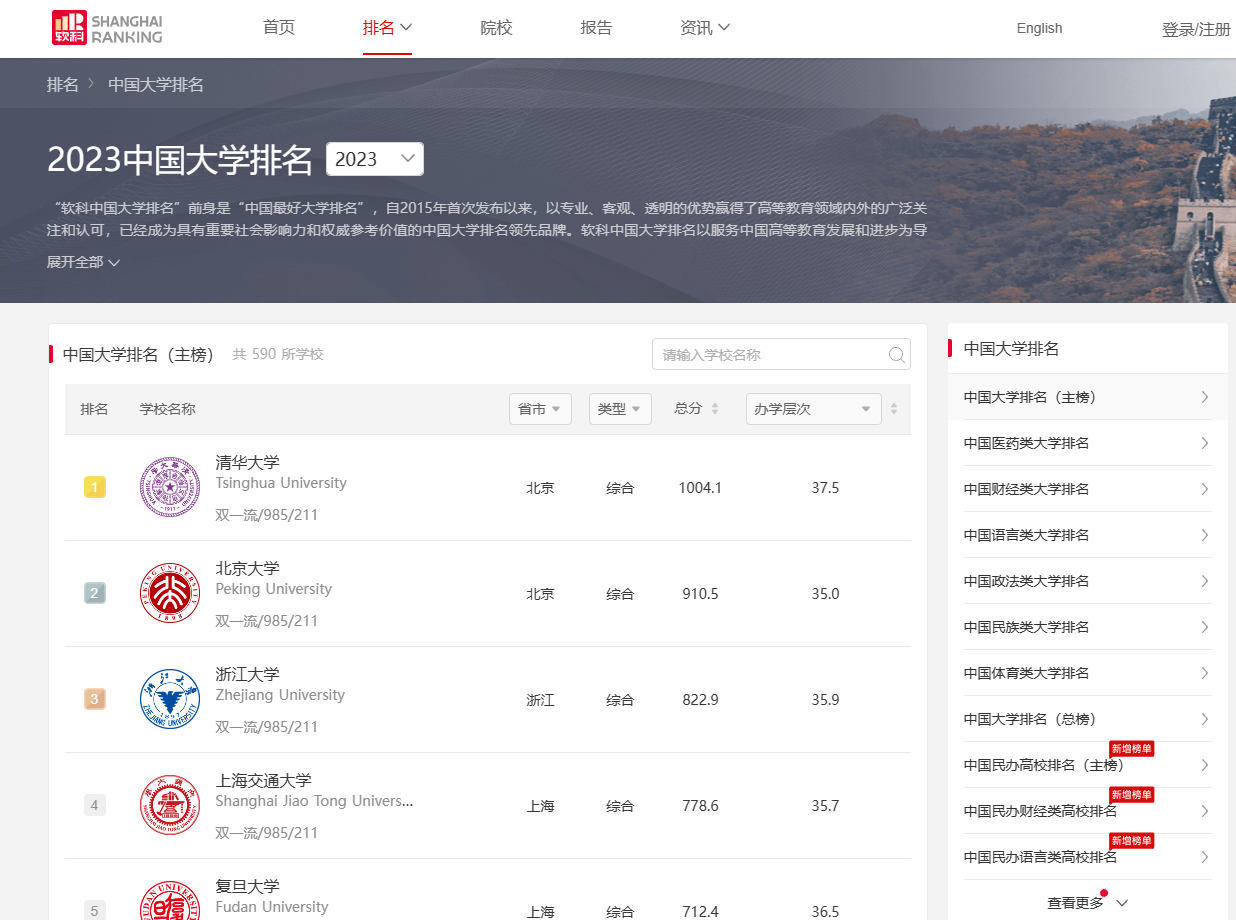 软科
SHANGHAI
RANKING
首页
排名
院校
报告
资讯
English
登录/注册
排名
中国大学排名
2023中国大学排名
2023
“软科中国大学排名”前身是“中国最好大学排名”，自2015年首次发布以来，以专业、客观、透明的优势赢得了高等教育领域内外的广泛关
注和认可，已经成为具有重要社会影响力和权威参考价值的中国大学排名领先品牌。软科中国大学排名以服务中国高等教育发展和进步为导
展开全部
中国大学排名（主榜）
共 590 所学校
请输入学校名称
排名
学校名称
省市
类型
总分
办学层次
1
清华大学
Tsinghua University
双一流/985/211
北京
综合
1004.1
37.5
2
PEKING UNIVERSITY
1898
北京大学
Peking University
双一流/985/211
北京
综合
910.5
35.0
3
浙江大学
ZHEJIANG UNIVERSITY
1897
浙江大学
Zhejiang University
双一流/985/211
浙江
综合
822.9
35.9
4
上海交通大学
Shanghai Jiao Tong Univers...
双一流/985/211
上海
综合
778.6
35.7
5
FUDAN UNIVERSITY
复旦大学
Fudan University
上海
综合
712.4
36.5
中国大学排名
中国大学排名（主榜）
中国医药类大学排名
中国财经类大学排名
中国语言类大学排名
中国政法类大学排名
中国民族类大学排名
中国体育类大学排名
中国大学排名（总榜）
新增榜单
中国民办高校排名（主榜）
新增榜单
中国民办财经类高校排名
新增榜单
中国民办语言类高校排名
查看更多